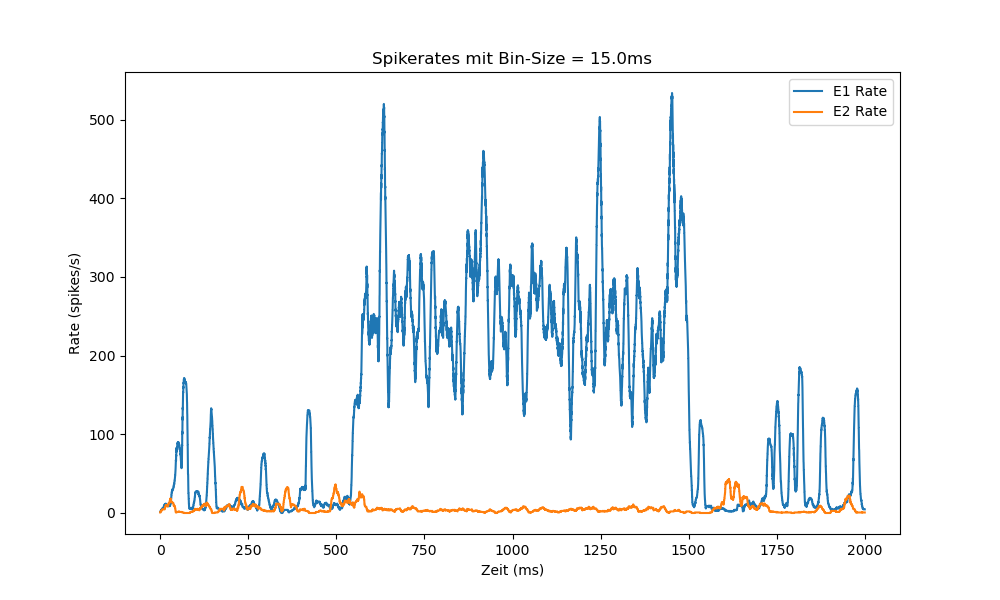 Spikerates mit Bin-Size = 15.0ms
E1 Rate
E2 Rate
Rate (spikes/s)
500
400
300
200
100
0
0 250 500 750 1000 1250 1500 1750 2000
Zeit (ms)